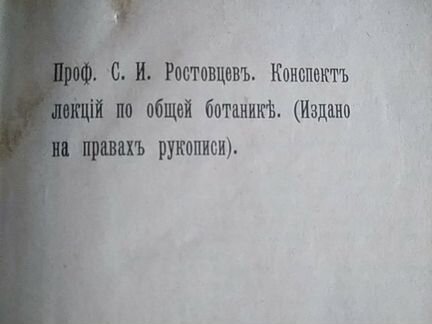 Проф. С. И. Ростовцевъ. Конспектъ
лекцій по общей ботаникѣ. (Издано
на правахъ рукописи).